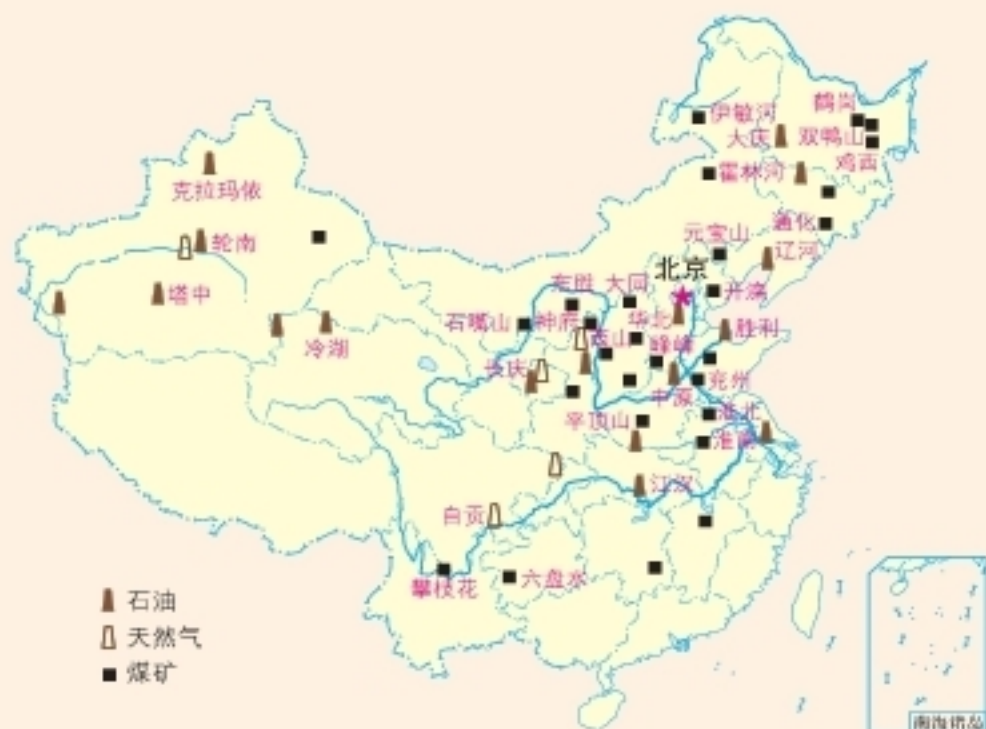 伊敏河
鹤岗
大庆
双鸭山
鸡西
霍林河
克拉玛依
通化
元宝山
辽河
轮南
北京
东胜
大同
开滦
塔中
石嘴山
神府
华北
胜利
冷湖
西山
峰峰
长庆
兖州
中原
平顶山
淮北
淮南
江汉
自贡
攀枝花
六盘水
石油
天然气
煤矿
南海诸岛